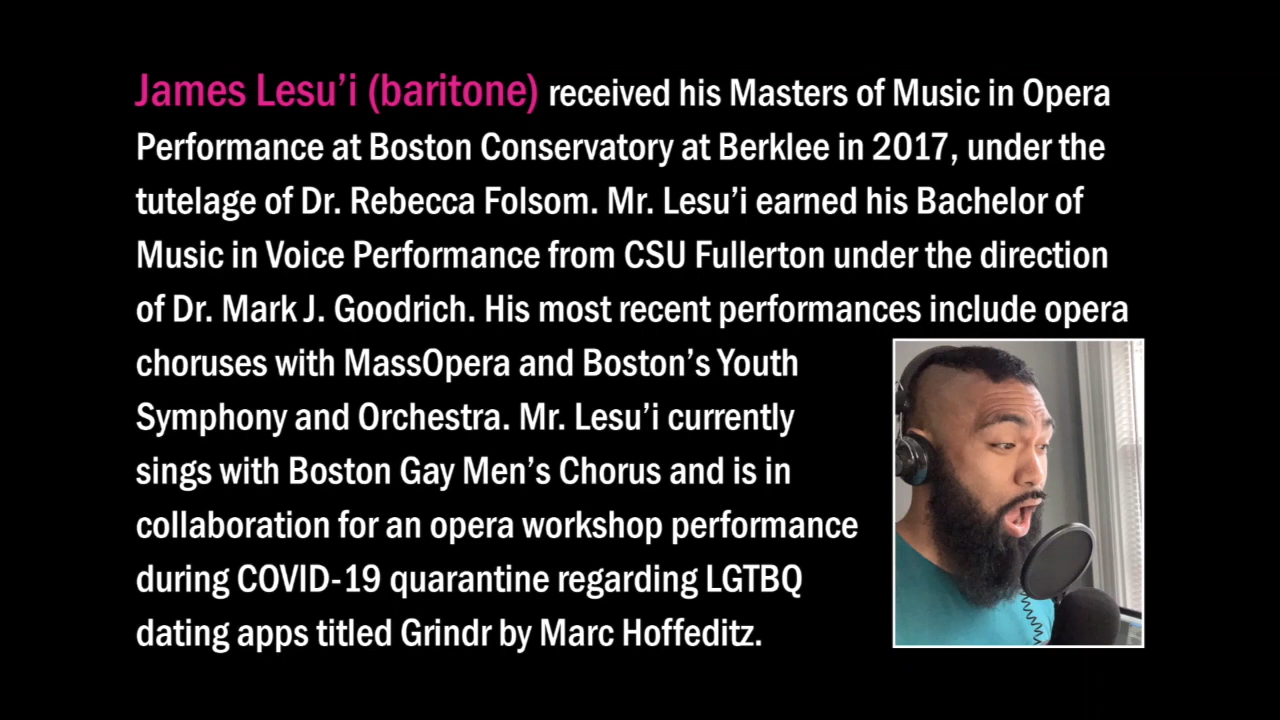 James Lesu’i (baritone) received his Masters of Music in Opera
Performance at Boston Conservatory at Berklee in 2017, under the
tutelage of Dr. Rebecca Folsom. Mr. Lesu’i earned his Bachelor of
Music in Voice Performance from CSU Fullerton under the direction
of Dr. Mark J. Goodrich. His most recent performances include opera
choruses with MassOpera and Boston’s Youth
Symphony and Orchestra. Mr. Lesu’i currently
sings with Boston Gay Men’s Chorus and is in
collaboration for an opera workshop performance
during COVID-19 quarantine regarding LGTBQ
dating apps titled Grindr by Marc Hoffeditz.